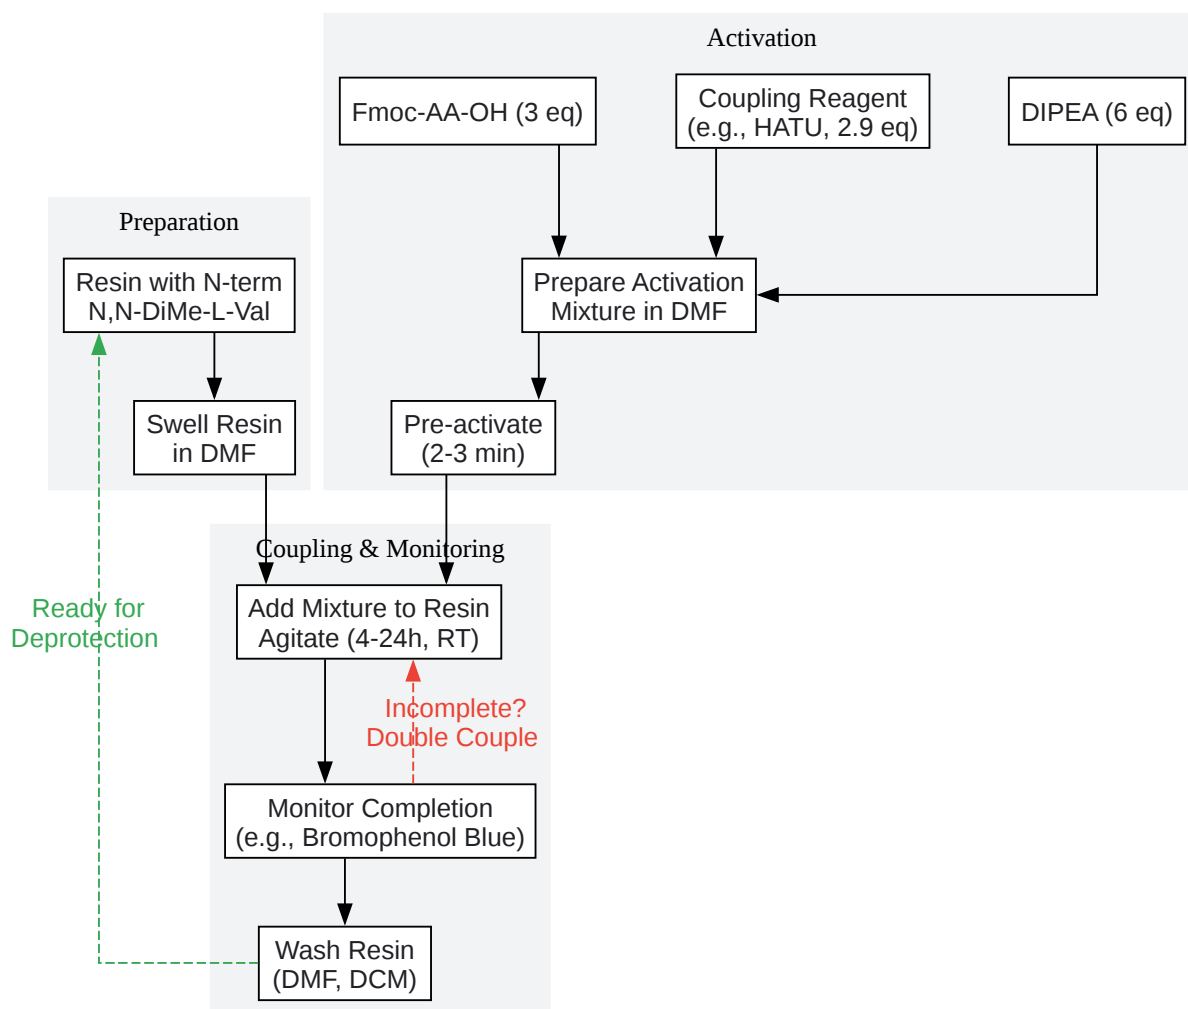 Activation
Fmoc-AA-OH (3 eq)
Coupling Reagent
(e.g., HATU, 2.9 eq)
DIPEA (6 eq)
Preparation
Resin with N-term
N,N-DiMe-L-Val
Prepare Activation
Mixture in DMF
Swell Resin
in DMF
Pre-activate
(2-3 min)
Coupling & Monitoring
Add Mixture to Resin
Agitate (4-24h, RT)
Ready for
Deprotection
Incomplete?
Double Couple
Monitor Completion
(e.g., Bromophenol Blue)
Wash Resin
(DMF, DCM)